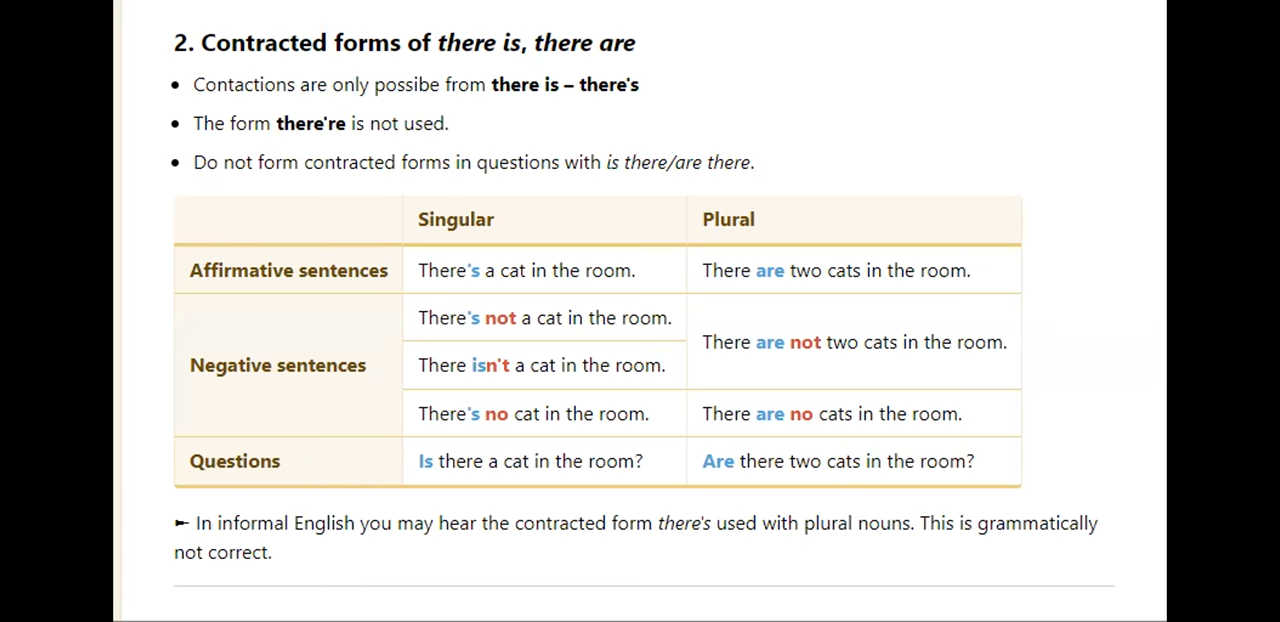 2. Contracted forms of there is, there are
• Contactions are only possibe from there is – there's
• The form there're is not used.
• Do not form contracted forms in questions with is there/are there.
Singular Plural
Affirmative sentences There's a cat in the room. There are two cats in the room.
There's not a cat in the room.
There are not two cats in the room.
Negative sentences There isn't a cat in the room.
There's no cat in the room. There are no cats in the room.
Questions Is there a cat in the room? Are there two cats in the room?
► In informal English you may hear the contracted form there's used with plural nouns. This is grammatically
not correct.